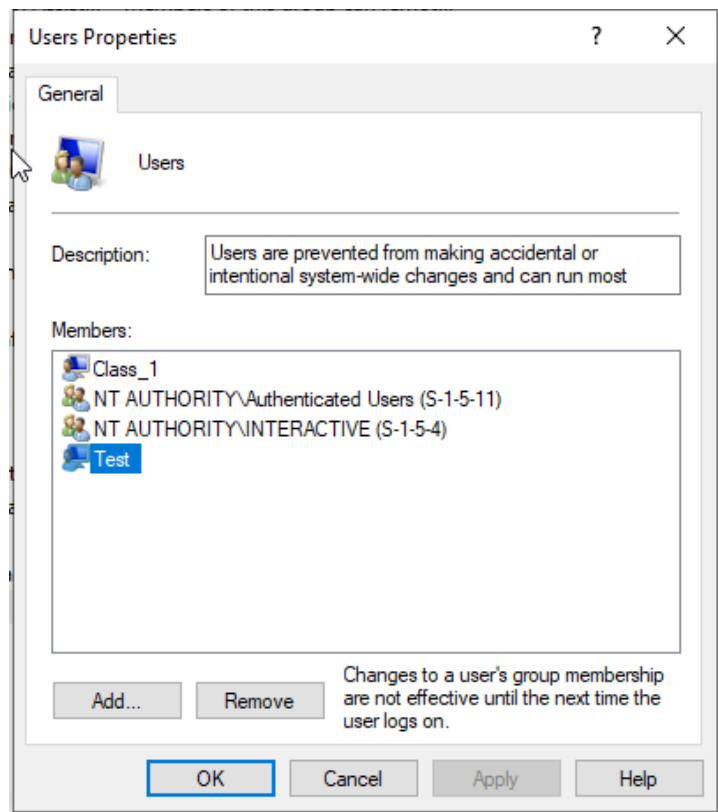 Users Properties
General
Users
Description:
Users are prevented from making accidental or
intentional system-wide changes and can run most
Members:
Class_1
NT AUTHORITY\Authenticated Users (S-1-5-11)
NT AUTHORITY\INTERACTIVE (S-1-5-4)
Test
Add...
Remove
Changes to a user's group membership
are not effective until the next time the
user logs on.
OK
Cancel
Apply
Help